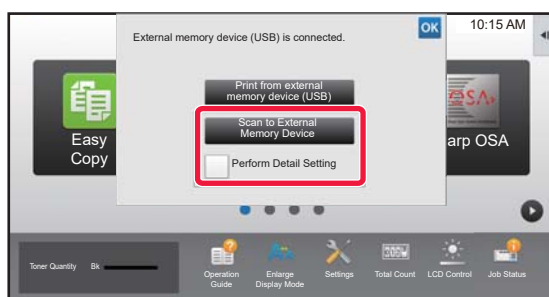 External memory device (USB) is connected.
OK
10:15 AM
Print from external
memory device (USB)
Scan to External
Memory Device
Perform Detail Setting
Easy
Copy
OSA
arp OSA
Toner Quantity
Bk
Operation
Guide
Enlarge
Display Mode
Settings
Total Count
LCD Control
Job Status